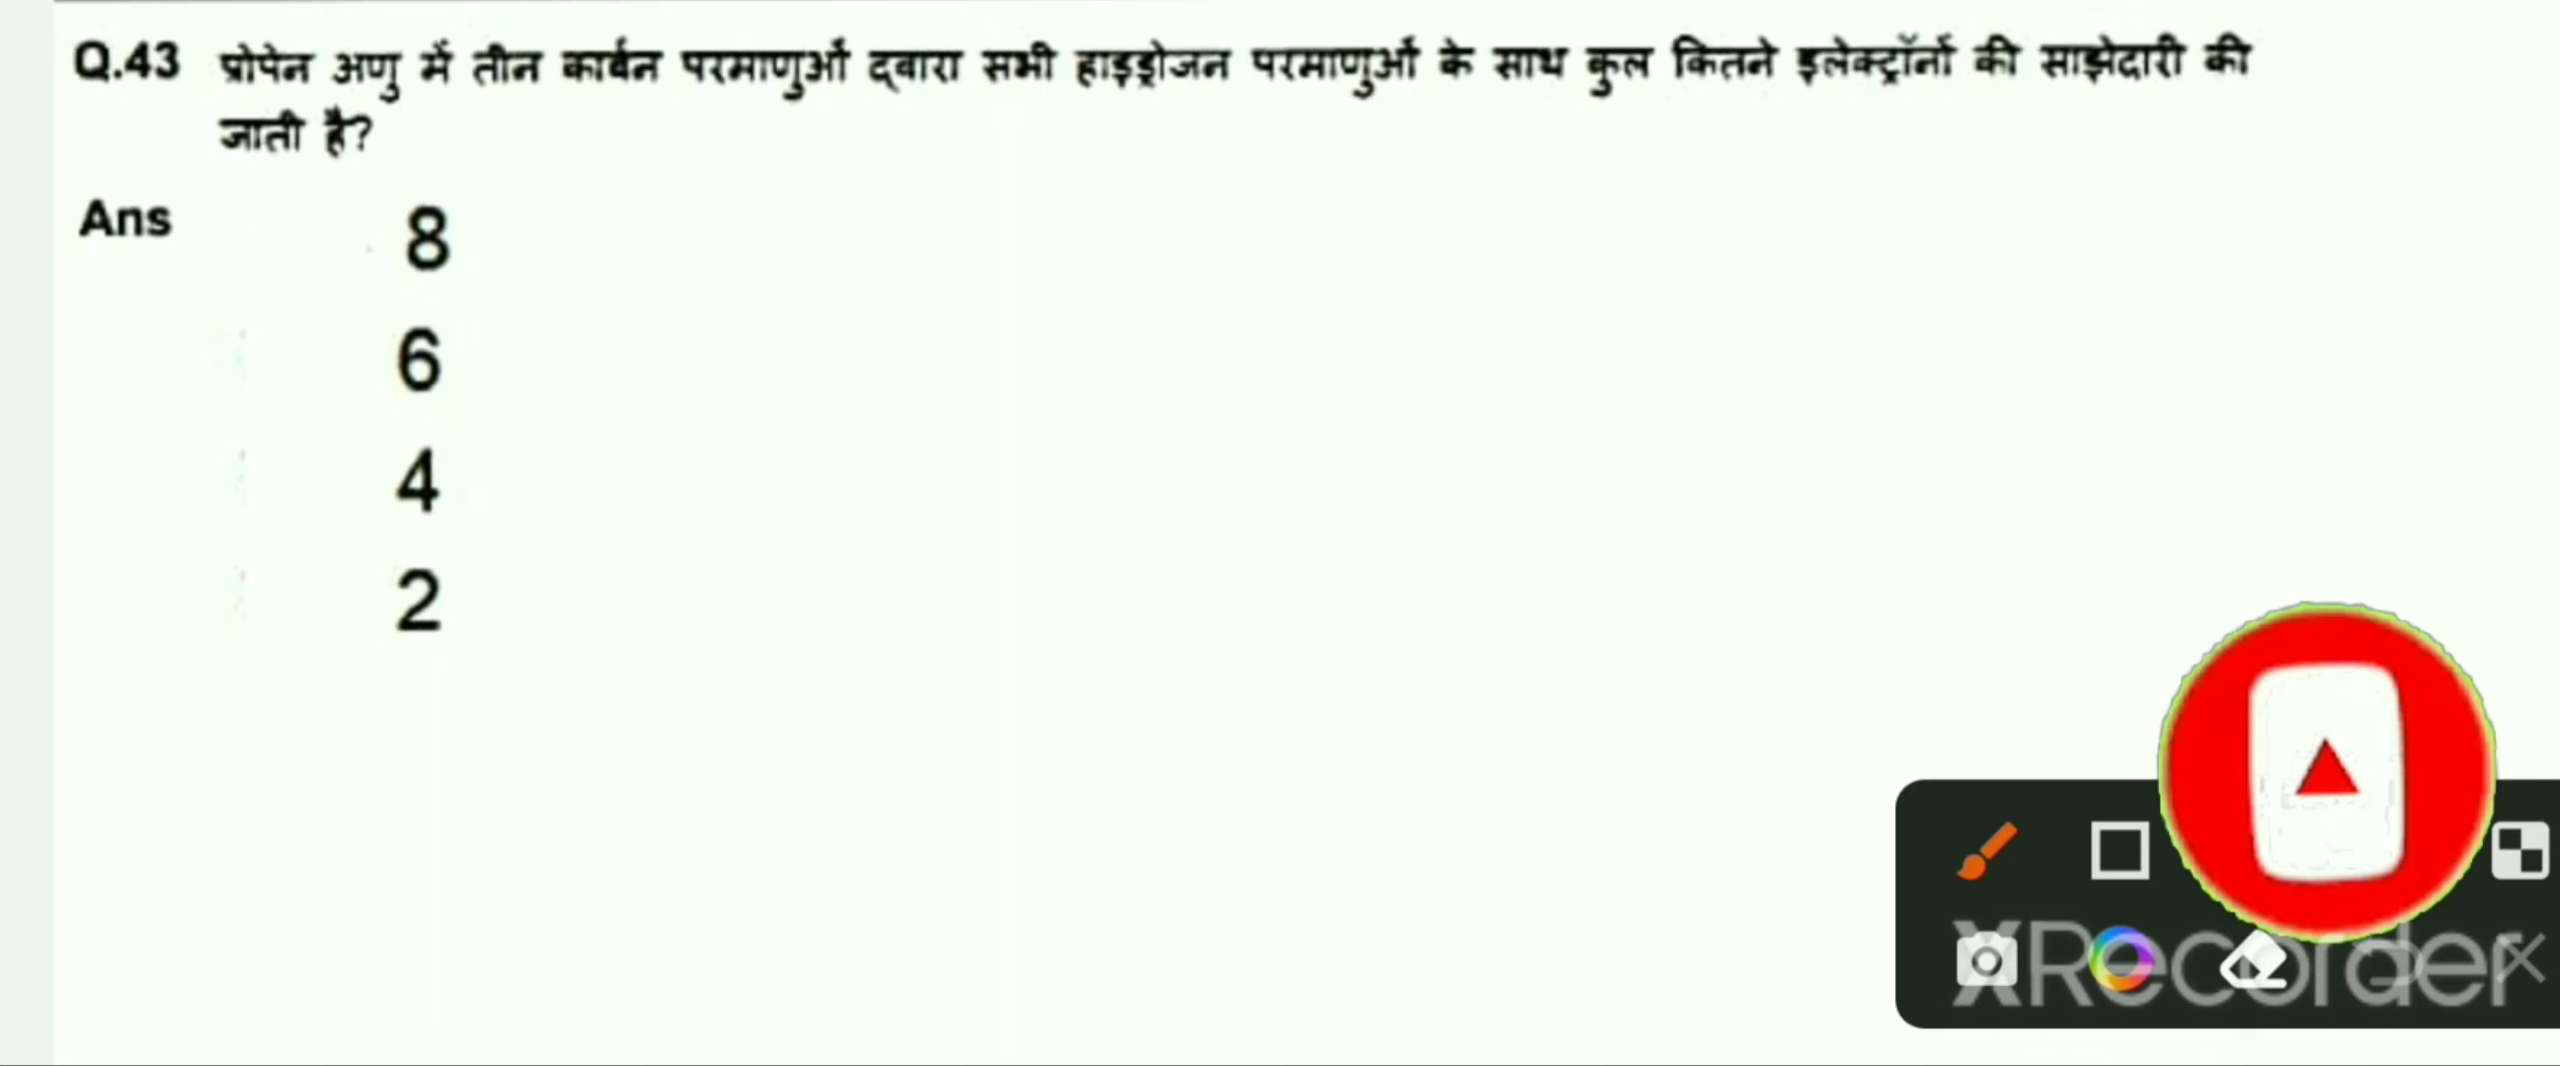 Q.43 प्रोपेन अणु में तीन कार्बन परमाणुओं द्वारा सभी हाइड्रोजन परमाणुओं के साथ कुल कितने इलेक्ट्रॉनों की साझेदारी की
जाती है?
Ans 8
6
4
2
XRecorder